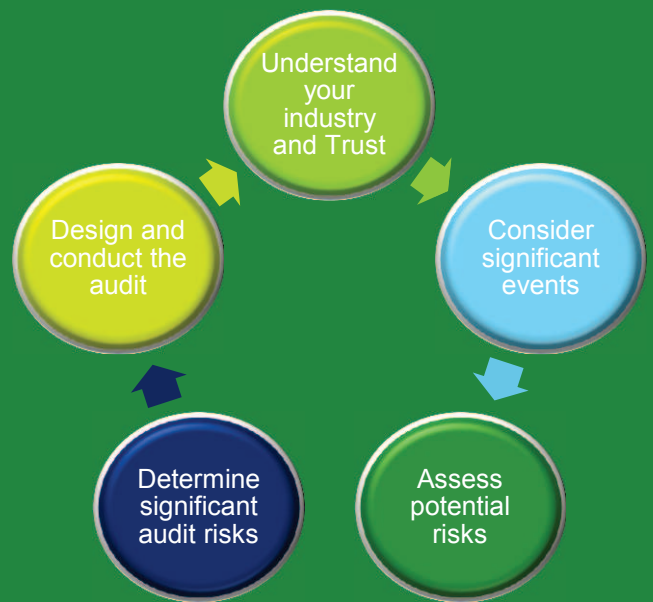 Understand
your
industry
and Trust
Consider
significant
events
Assess
potential
risks
Determine
significant
audit risks
Design and
conduct the
audit